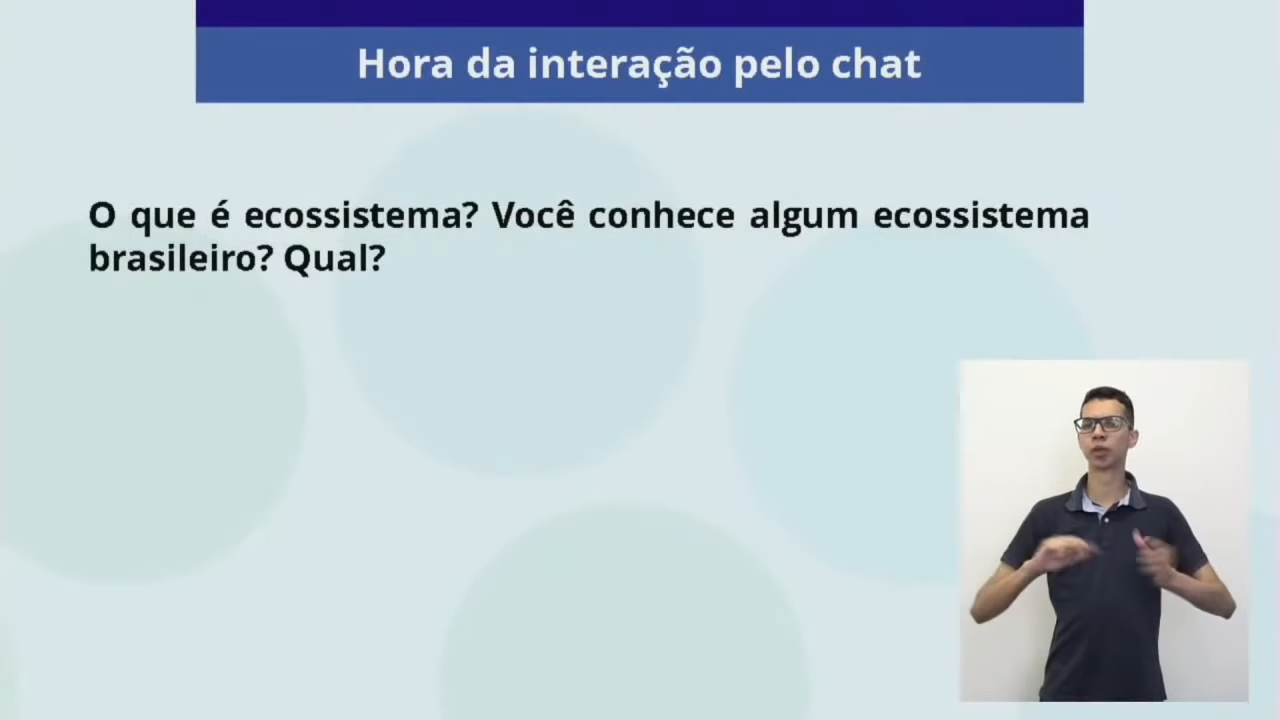 Hora da interação pelo chat
O que é ecossistema? Você conhece algum ecossistema
brasileiro? Qual?